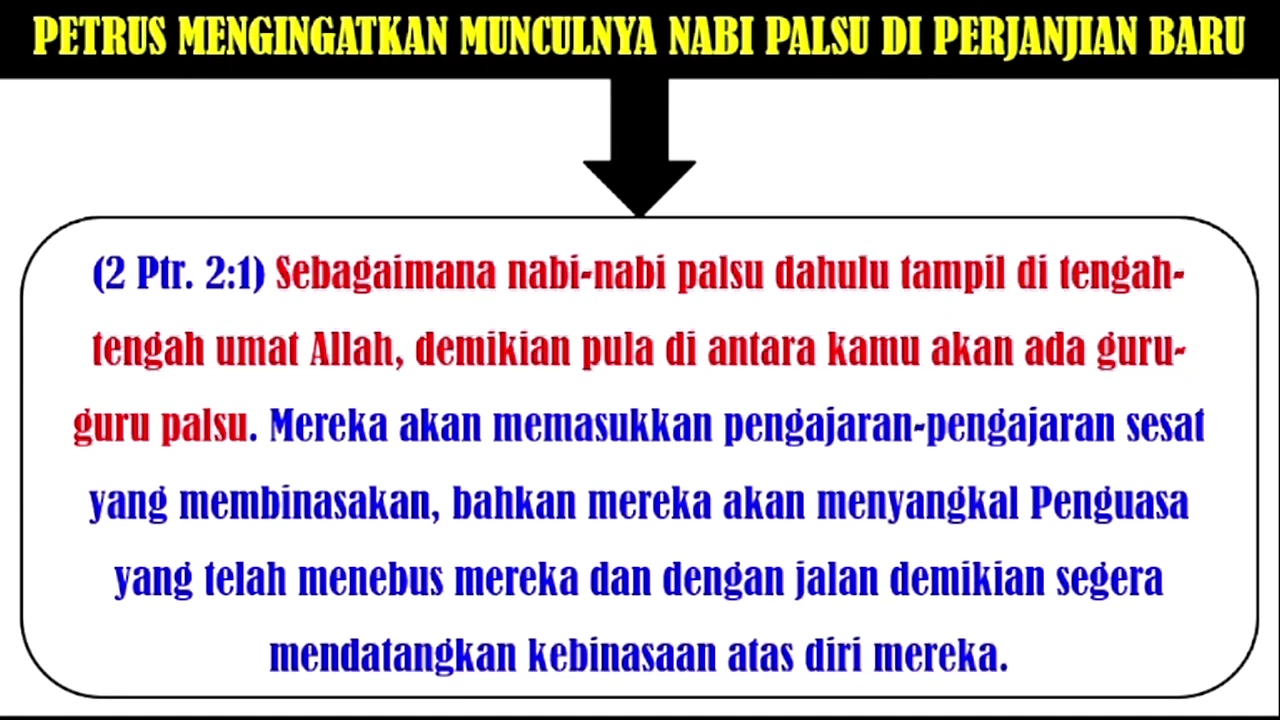 PETRUS MENGINGATKAN MUNCULNYA NABI PALSU DI PERJANJIAN BARU
(2 Ptr. 2:1) Sebagaimana nabi-nabi palsu dahulu tampil di tengah-
tengah umat Allah, demikian pula di antara kamu akan ada guru-
guru palsu. Mereka akan memasukkan pengajaran-pengajaran sesat
yang membinasakan, bahkan mereka akan menyangkal Penguasa
yang telah menebus mereka dan dengan jalan demikian segera
mendatangkan kebinasaan atas diri mereka.